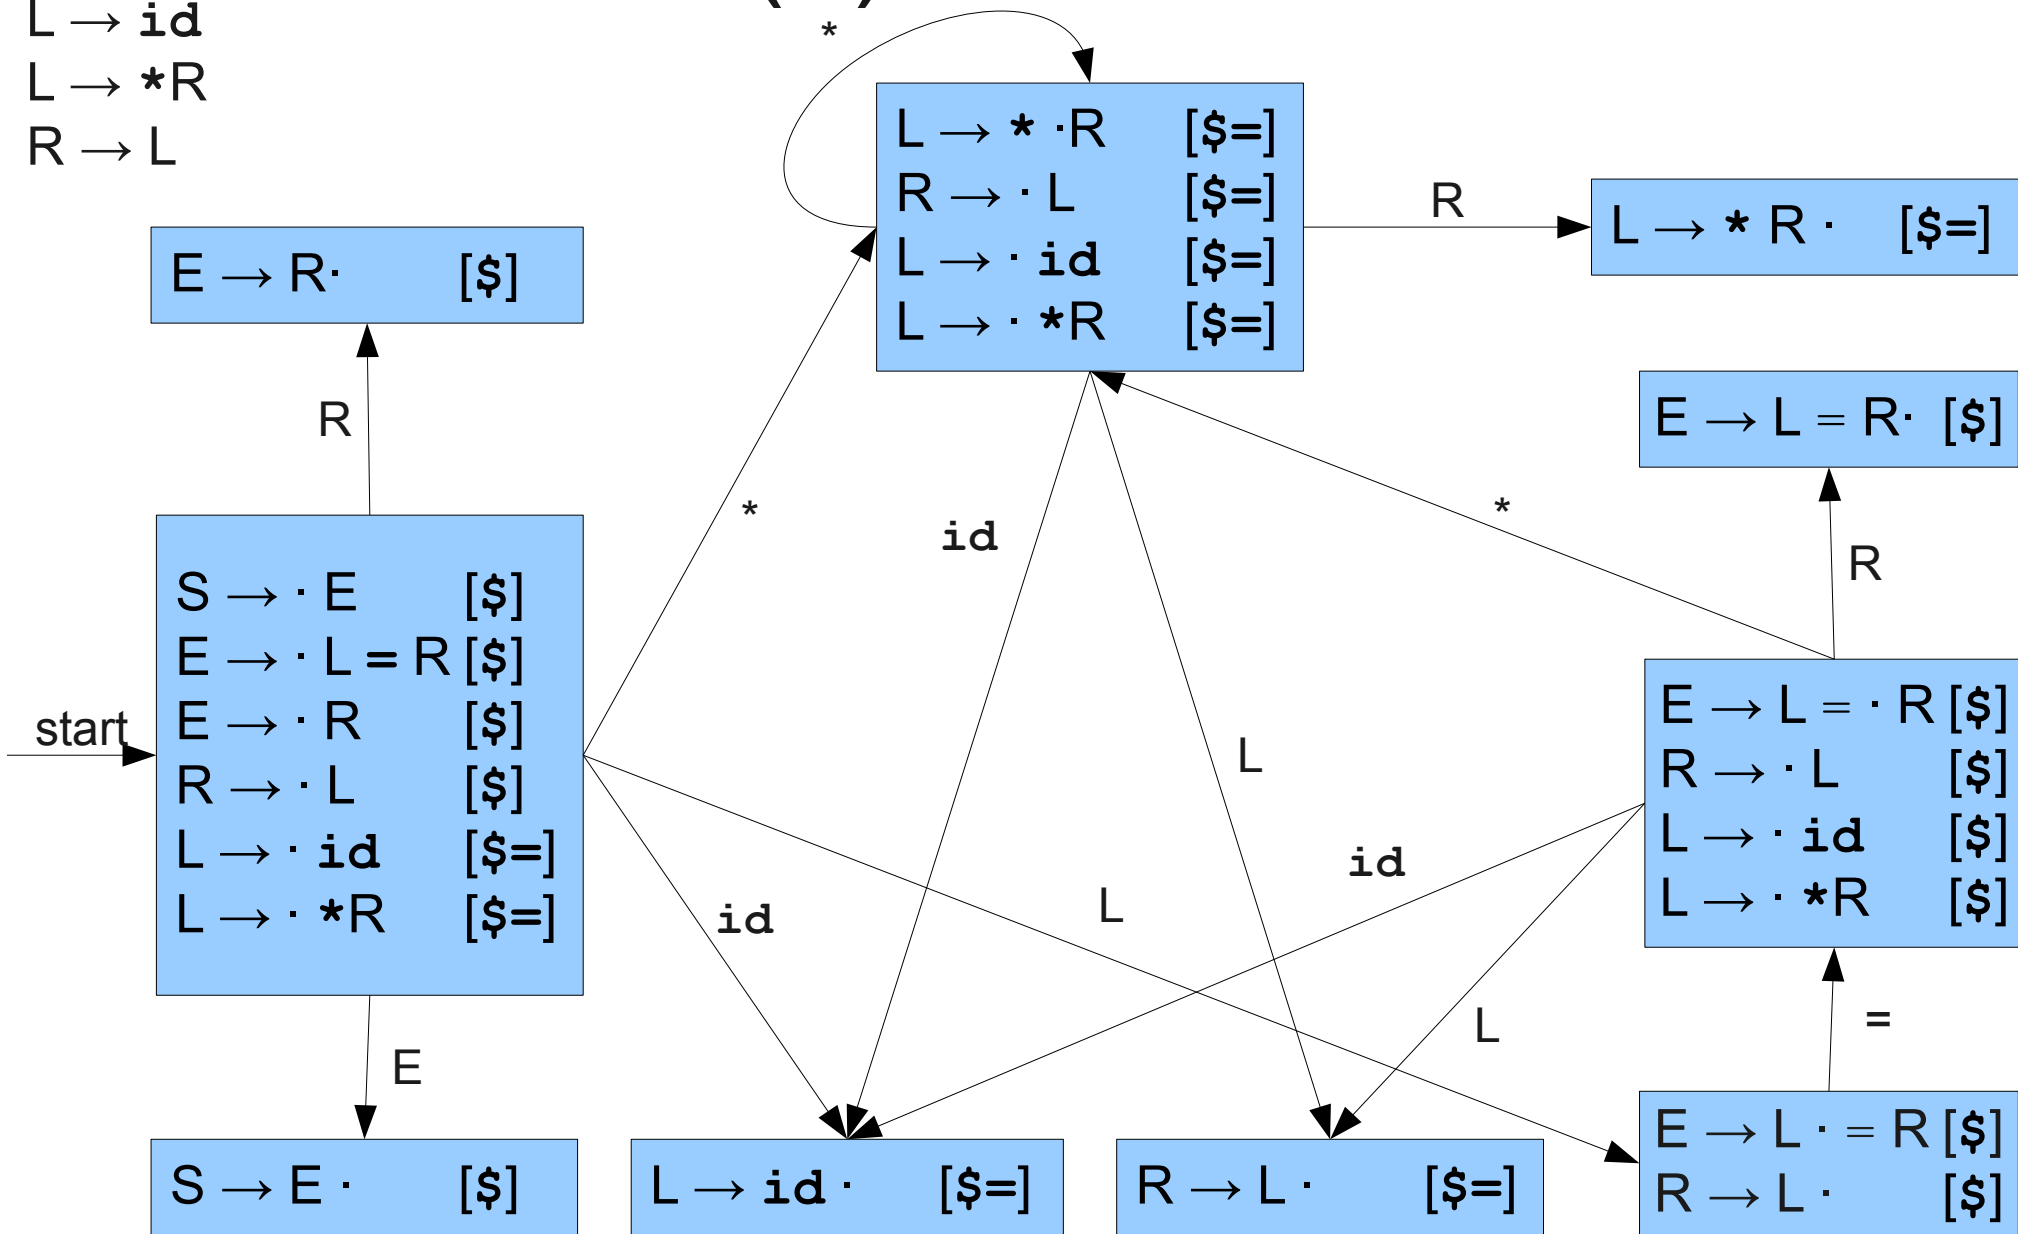 L → id
L → *R
R → L
*
L → * ·R [$=]
R → · L [$=]
L → · id [$=]
L → · *R [$=]
R
L → * R · [$=]
E → R· [$]
R
*
id
*
E → L = R· [$]
R
start
S → · E [$]
E → · L = R [$]
E → · R [$]
R → · L [$]
L → · id [$=]
L → · *R [$=]
L
E → L = · R [$]
R → · L [$]
L → · id [$]
L → · *R [$]
id
L
id
L
=
E
S → E · [$]
L → id · [$=]
R → L · [$=]
E → L · = R [$]
R → L · [$]